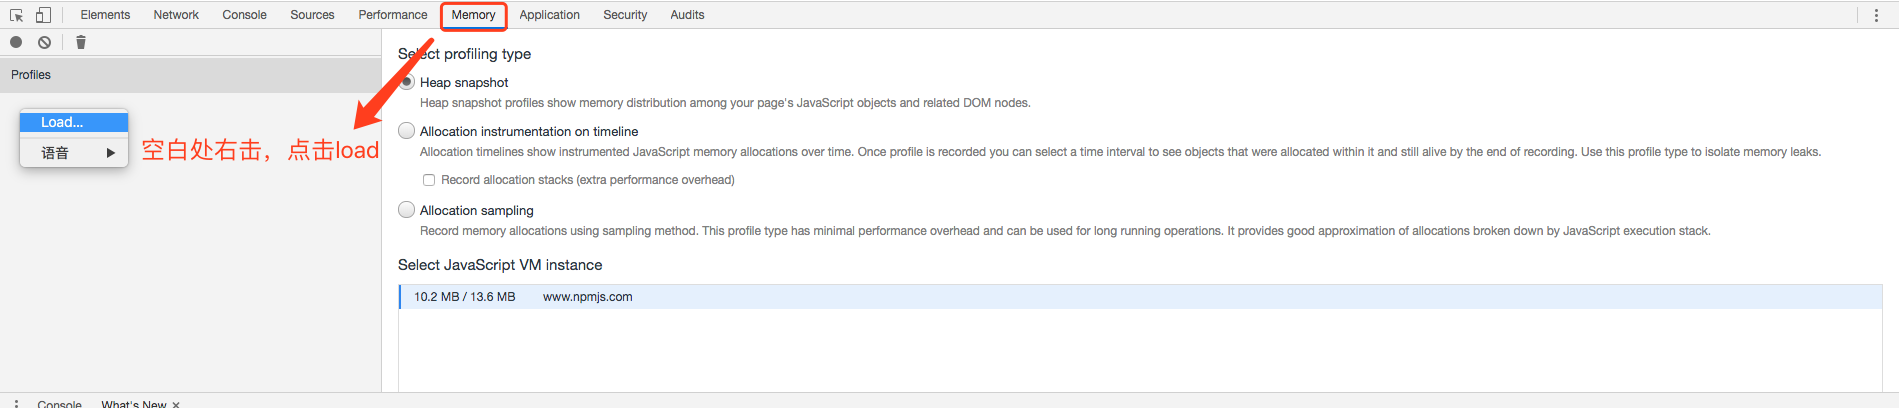 Elements Network Console Sources Performance Memory Application Security Audits
Profiles
Load...
语音
空白处右击，点击load
Select profiling type
Heap snapshot
Heap snapshot profiles show memory distribution among your page's JavaScript objects and related DOM nodes.
Allocation instrumentation on timeline
Allocation timelines show instrumented JavaScript memory allocations over time. Once profile is recorded you can select a time interval to see objects that were allocated within it and still alive by the end of recording. Use this profile type to isolate memory leaks.
Record allocation stacks (extra performance overhead)
Allocation sampling
Record memory allocations using sampling method. This profile type has minimal performance overhead and can be used for long running operations. It provides good approximation of allocations broken down by JavaScript execution stack.
Select JavaScript VM instance
10.2 MB / 13.6 MB www.npmjs.com
Console What's New